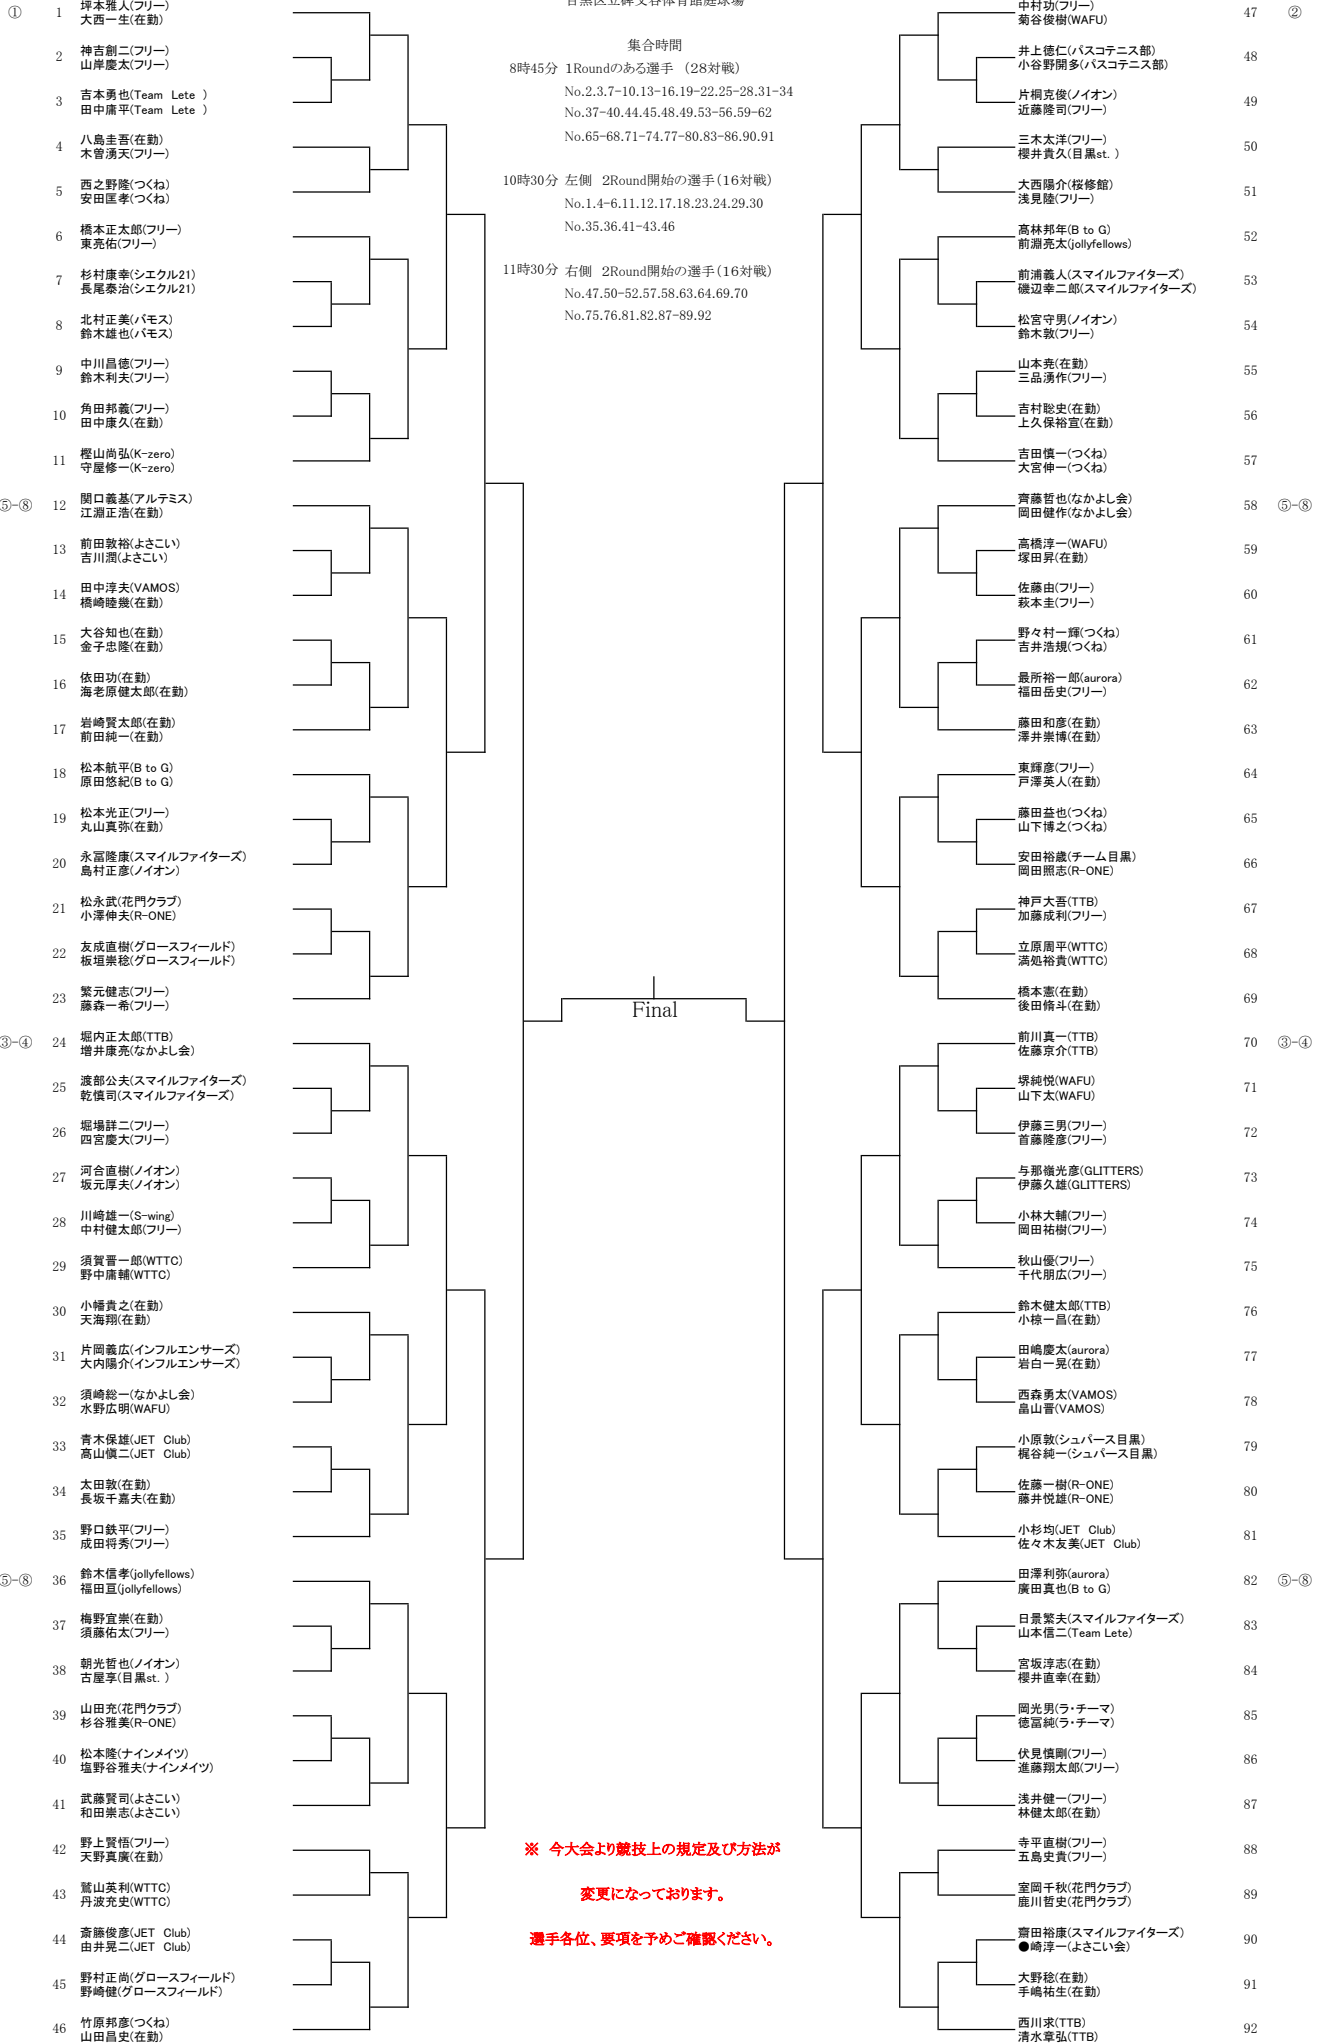 ① 1 坪本雅人(フリー)
大西一生(在勤)
2 神吉創二(フリー)
山岸慶太(フリー)
3 吉本勇也(Team Lete )
田中庸平(Team Lete )
4 八島圭吾(在勤)
木曽湧天(フリー)
5 西之野隆(つくね)
安田匡孝(つくね)
6 橋本正太郎(フリー)
東亮佑(フリー)
7 杉村康幸(シエクル21)
長尾泰治(シエクル21)
8 北村正美(バモス)
鈴木雄也(バモス)
9 中川昌徳(フリー)
鈴木利夫(フリー)
10 角田邦義(フリー)
田中康久(在勤)
11 樫山尚弘(K-zero)
守屋修一(K-zero)
⑤-⑧ 12 関口義基(アルテミス)
江淵正浩(在勤)
13 前田敦裕(よさこい)
吉川潤(よさこい)
14 田中淳夫(VAMOS)
橋崎睦幾(在勤)
15 大谷知也(在勤)
金子忠隆(在勤)
16 依田功(在勤)
海老原健太郎(在勤)
17 岩崎賢太郎(在勤)
前田純一(在勤)
18 松本航平(B to G)
原田悠紀(B to G)
19 松本光正(フリー)
丸山真弥(在勤)
20 永冨隆康(スマイルファイターズ)
島村正彦(ノイオン)
21 松永武(花門クラブ)
小澤伸夫(R-ONE)
22 友成直樹(グロースフィールド)
板垣崇稔(グロースフィールド)
23 繁元健志(フリー)
藤森一希(フリー)
③-④ 24 堀内正太郎(TTB)
増井康亮(なかよし会)
25 渡部公夫(スマイルファイターズ)
乾慎司(スマイルファイターズ)
26 堀場詳二(フリー)
四宮慶大(フリー)
27 河合直樹(ノイオン)
坂元厚夫(ノイオン)
28 川﨑雄一(S-wing)
中村健太郎(フリー)
29 須賀晋一郎(WTTC)
野中庸輔(WTTC)
30 小幡貴之(在勤)
天海翔(在勤)
31 片岡義広(インフルエンサーズ)
大内陽介(インフルエンサーズ)
32 須崎総一(なかよし会)
水野広明(WAFU)
33 青木保雄(JET Club)
高山愼二(JET Club)
34 太田敦(在勤)
長坂千嘉夫(在勤)
35 野口鉄平(フリー)
成田将秀(フリー)
⑤-⑧ 36 鈴木信孝(jollyfellows)
福田亘(jollyfellows)
37 梅野宜崇(在勤)
須藤佑太(フリー)
38 朝光哲也(ノイオン)
古屋享(目黒st. )
39 山田充(花門クラブ)
杉谷雅美(R-ONE)
40 松本隆(ナインメイツ)
塩野谷雅夫(ナインメイツ)
41 武藤賢司(よさこい)
和田崇志(よさこい)
42 野上賢悟(フリー)
天野真廣(在勤)
43 鷲山英利(WTTC)
丹波充史(WTTC)
44 斎藤俊彦(JET Club)
由井晃二(JET Club)
45 野村正尚(グロースフィールド)
野崎健(グロースフィールド)
46 竹原邦彦(つくね)
山田昌史(在勤)
目黒区立碑文谷体育館庭球場
集合時間
8時45分 1Roundのある選手 (28対戦)
No.2.3.7-10.13-16.19-22.25-28.31-34
No.37-40.44.45.48.49.53-56.59-62
No.65-68.71-74.77-80.83-86.90.91
10時30分 左側 2Round開始の選手(16対戦)
No.1.4-6.11.12.17.18.23.24.29.30
No.35.36.41-43.46
11時30分 右側 2Round開始の選手(16対戦)
No.47.50-52.57.58.63.64.69.70
No.75.76.81.82.87-89.92
Final
※ 今大会より競技上の規定及び方法が
変更になっております。
選手各位、要項を予めご確認ください。
中村功(フリー) 47 ②
菊谷俊樹(WAFU)
井上徳仁(パスコテニス部) 48
小谷野開多(パスコテニス部)
片桐克俊(ノイオン) 49
近藤隆司(フリー)
三木太洋(フリー) 50
櫻井貴久(目黒st. )
大西陽介(桜修館) 51
浅見陸(フリー)
髙林邦年(B to G) 52
前淵亮太(jollyfellows)
前浦義人(スマイルファイターズ) 53
磯辺幸二郎(スマイルファイターズ)
松宮守男(ノイオン) 54
鈴木敦(フリー)
山本尭(在勤) 55
三品湧作(フリー)
吉村聡史(在勤) 56
上久保裕宣(在勤)
吉田慎一(つくね) 57
大宮伸一(つくね)
齊藤哲也(なかよし会) 58 ⑤-⑧
岡田健作(なかよし会)
高橋淳一(WAFU) 59
塚田昇(在勤)
佐藤由(フリー) 60
萩本圭(フリー)
野々村一輝(つくね) 61
吉井浩規(つくね)
最所裕一郎(aurora) 62
福田岳史(フリー)
藤田和彦(在勤) 63
澤井崇博(在勤)
東輝彦(フリー) 64
戸澤英人(在勤)
藤田益也(つくね) 65
山下博之(つくね)
安田裕歳(チーム目黒) 66
岡田照志(R-ONE)
神戸大吾(TTB) 67
加藤成利(フリー)
立原周平(WTTC) 68
満処裕貴(WTTC)
橋本憲(在勤) 69
後田脩斗(在勤)
前川真一(TTB) 70 ③-④
佐藤京介(TTB)
堺純悦(WAFU) 71
山下太(WAFU)
伊藤三男(フリー) 72
首藤隆彦(フリー)
与那嶺光彦(GLITTERS) 73
伊藤久雄(GLITTERS)
小林大輔(フリー) 74
岡田祐樹(フリー)
秋山優(フリー) 75
千代朋広(フリー)
鈴木健太郎(TTB) 76
小椋一昌(在勤)
田嶋慶太(aurora) 77
岩白一晃(在勤)
西森勇太(VAMOS) 78
畠山晋(VAMOS)
小原敦(シュパース目黒) 79
梶谷純一(シュパース目黒)
佐藤一樹(R-ONE) 80
藤井悦雄(R-ONE)
小杉均(JET Club) 81
佐々木友美(JET Club)
田澤利弥(aurora) 82 ⑤-⑧
廣田真也(B to G)
日景繁夫(スマイルファイターズ) 83
山本信二(Team Lete)
宮坂淳志(在勤) 84
櫻井直幸(在勤)
岡光男(ラ・チーマ) 85
徳冨純(ラ・チーマ)
伏見慎剛(フリー) 86
進藤翔太郎(フリー)
浅井健一(フリー) 87
林健太郎(在勤)
寺平直樹(フリー) 88
五島史貴(フリー)
室岡千秋(花門クラブ) 89
鹿川哲史(花門クラブ)
齋田裕康(スマイルファイターズ) 90
●崎淳一(よさこい会)
大野稔(在勤) 91
手嶋祐生(在勤)
西川求(TTB) 92
清水章弘(TTB)